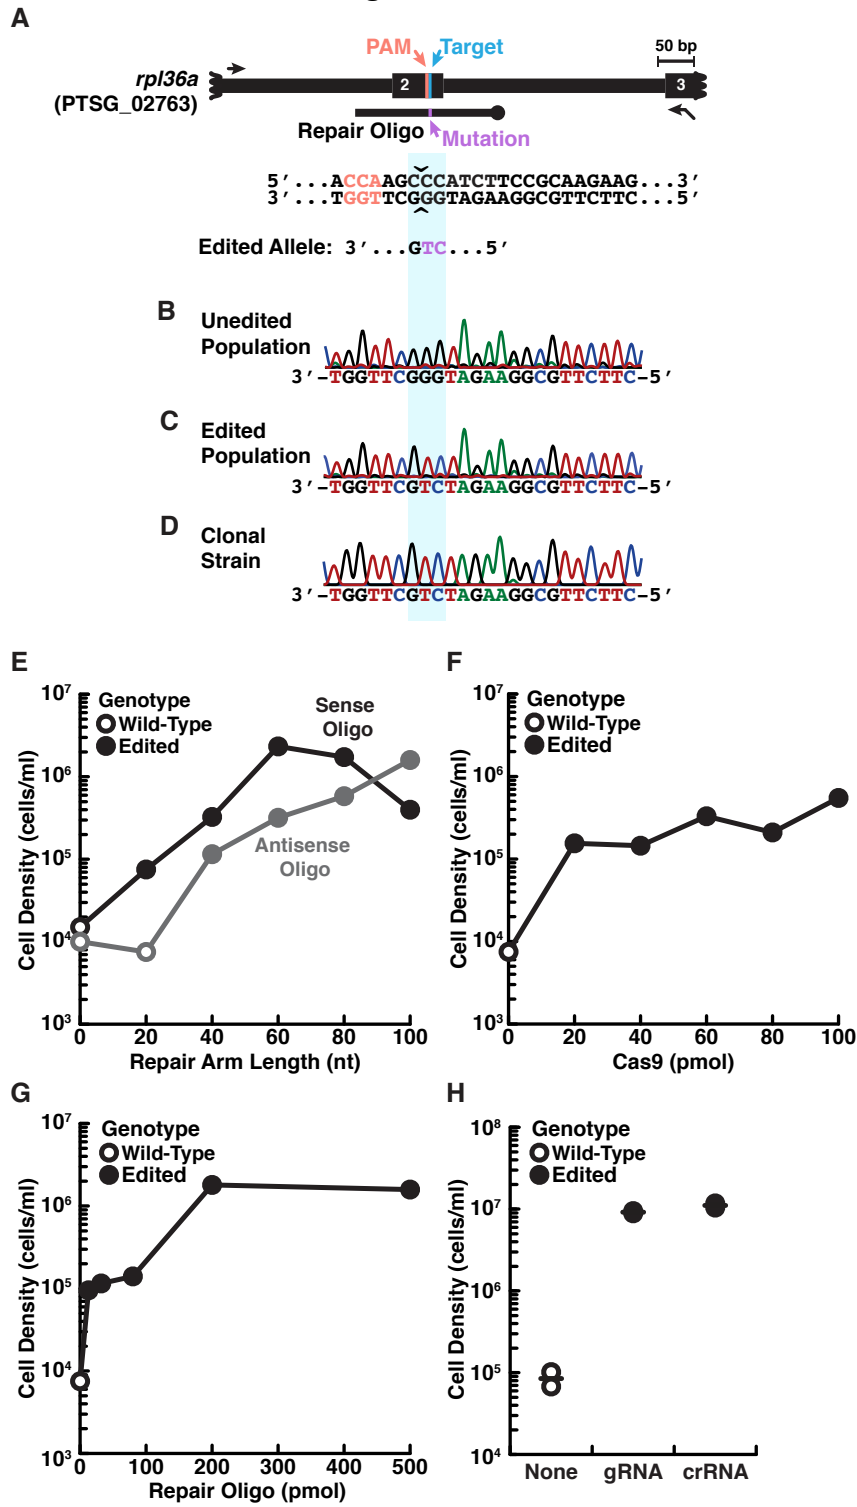 A
PAM
Target
50 bp
rpl36a
(PTSG_02763)
2
3
Repair Oligo
Mutation
5′...ACCAAGCCCATCTTCCGCAAGAAG...3′
3′...TGGTTCGGGTAGAAGGCGTTCTTC...5′
Edited Allele: 3′...GTC...5′
B
Unedited
Population
3′-TGGTTCGGGTAGAAGGCGTTCTTC-5′
C
Edited
Population
3′-TGGTTCGTCTAGAAGGCGTTCTTC-5′
D
Clonal
Strain
3′-TGGTTCGTCTAGAAGGCGTTCTTC-5′
E
Cell Density (cells/ml)
10⁷
10⁶
10⁵
10⁴
10³
Genotype
Wild-Type
Edited
Sense
Oligo
Antisense
Oligo
0 20 40 60 80 100
Repair Arm Length (nt)
F
Cell Density (cells/ml)
10⁷
10⁶
10⁵
10⁴
10³
Genotype
Wild-Type
Edited
0 20 40 60 80 100
Cas9 (pmol)
G
Cell Density (cells/ml)
10⁷
10⁶
10⁵
10⁴
10³
Genotype
Wild-Type
Edited
0 100 200 300 400 500
Repair Oligo (pmol)
H
Cell Density (cells/ml)
10⁸
10⁷
10⁶
10⁵
10⁴
Genotype
Wild-Type
Edited
None gRNA crRNA